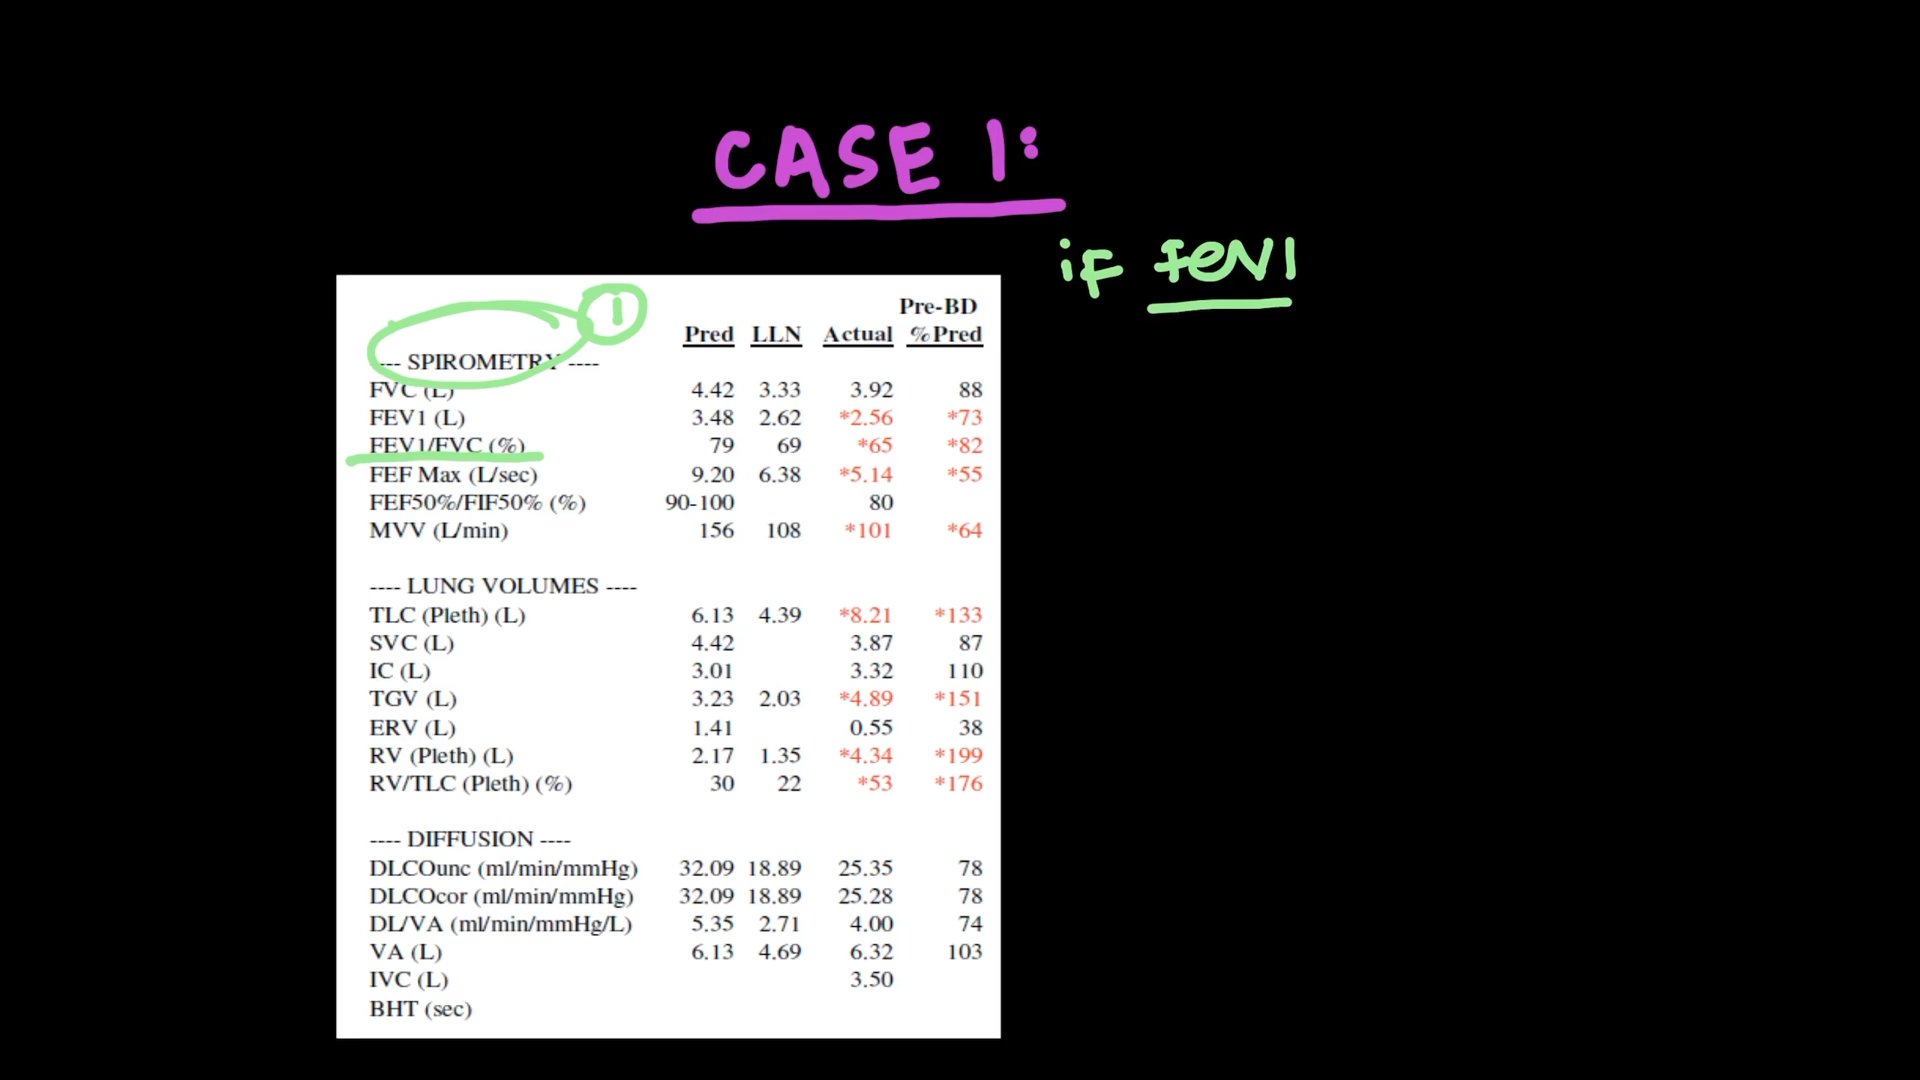 CASE 1:
if FeV1
1
Pre-BD
Pred LLN Actual % Pred
---- SPIROMETRY ----
FVC (L) 4.42 3.33 3.92 88
FEV1 (L) 3.48 2.62 *2.56 *73
FEV1/FVC (%) 79 69 *65 *82
FEF Max (L/sec) 9.20 6.38 *5.14 *55
FEF50%/FIF50% (%) 90-100 80
MVV (L/min) 156 108 *101 *64
---- LUNG VOLUMES ----
TLC (Pleth) (L) 6.13 4.39 *8.21 *133
SVC (L) 4.42 3.87 87
IC (L) 3.01 3.32 110
TGV (L) 3.23 2.03 *4.89 *151
ERV (L) 1.41 0.55 38
RV (Pleth) (L) 2.17 1.35 *4.34 *199
RV/TLC (Pleth) (%) 30 22 *53 *176
---- DIFFUSION ----
DLCOunc (ml/min/mmHg) 32.09 18.89 25.35 78
DLCOcor (ml/min/mmHg) 32.09 18.89 25.28 78
DL/VA (ml/min/mmHg/L) 5.35 2.71 4.00 74
VA (L) 6.13 4.69 6.32 103
IVC (L) 3.50
BHT (sec)